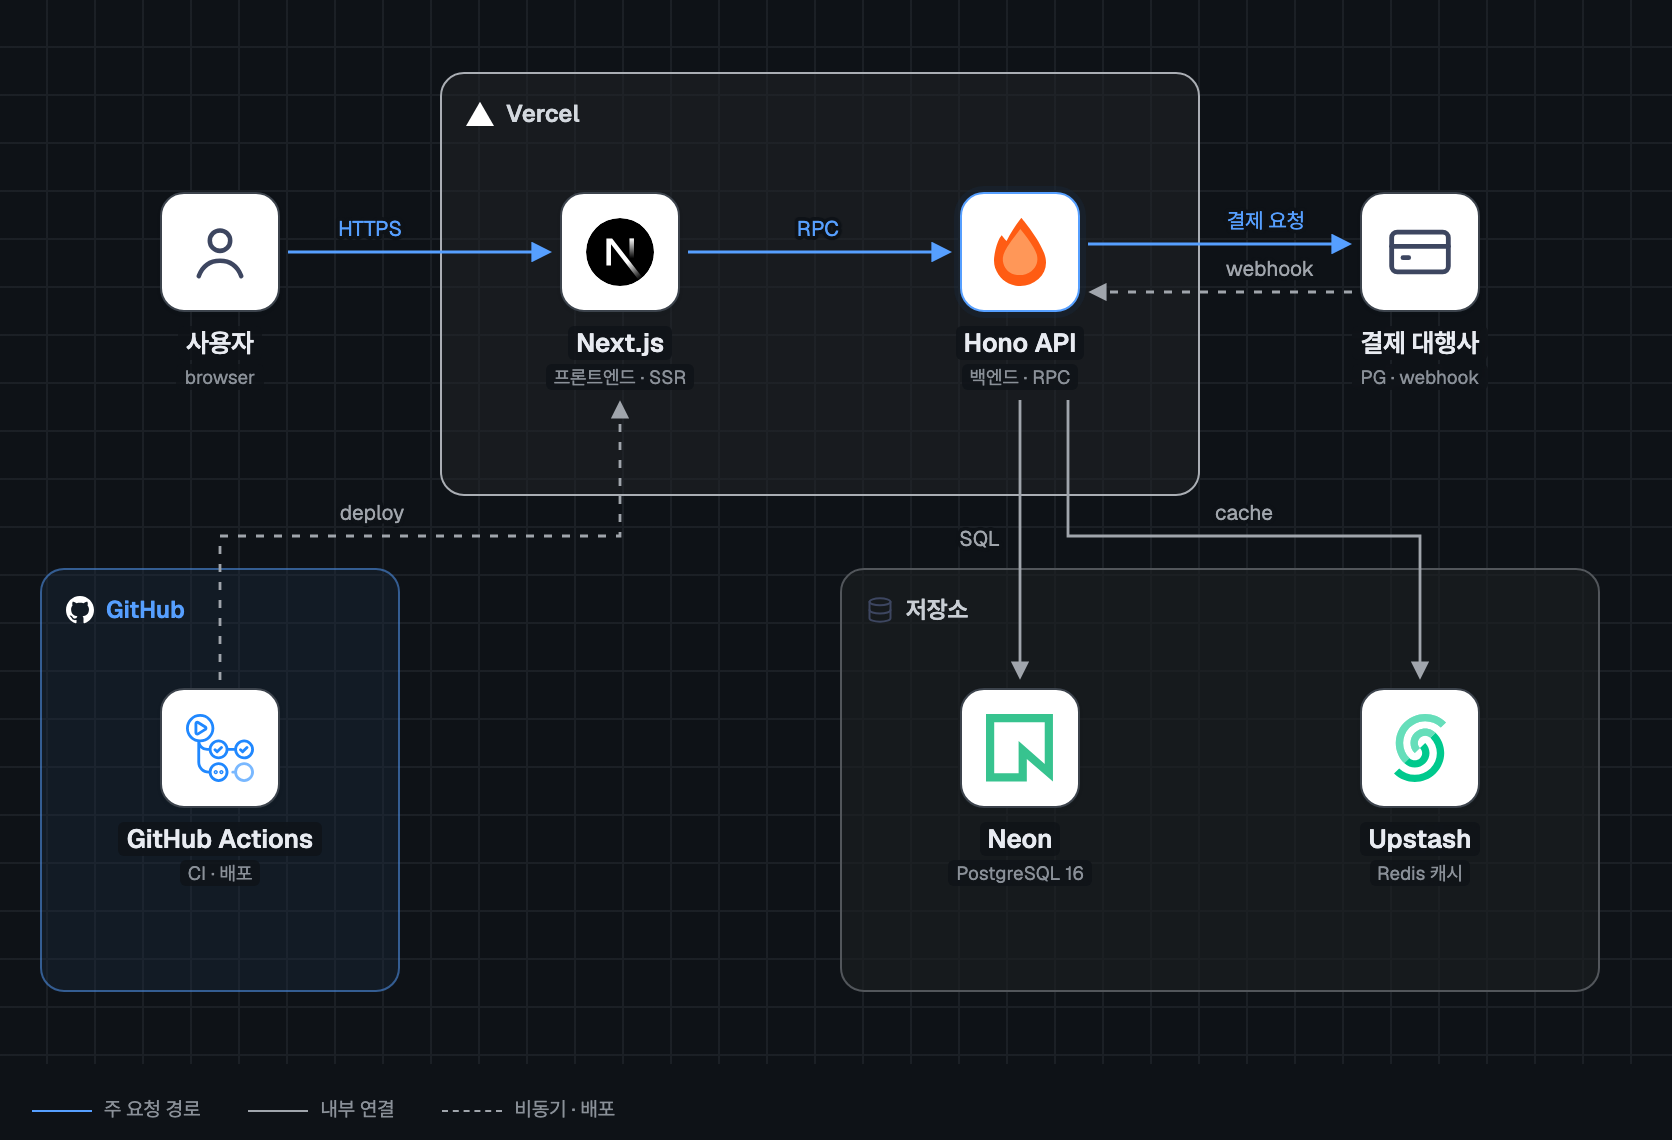 Vercel
HTTPS
RPC
결제 요청
webhook
사용자
browser
Next.js
프론트엔드 · SSR
Hono API
백엔드 · RPC
결제 대행사
PG · webhook
deploy
SQL
cache
GitHub
저장소
GitHub Actions
CI · 배포
Neon
PostgreSQL 16
Upstash
Redis 캐시
주 요청 경로
내부 연결
비동기 · 배포